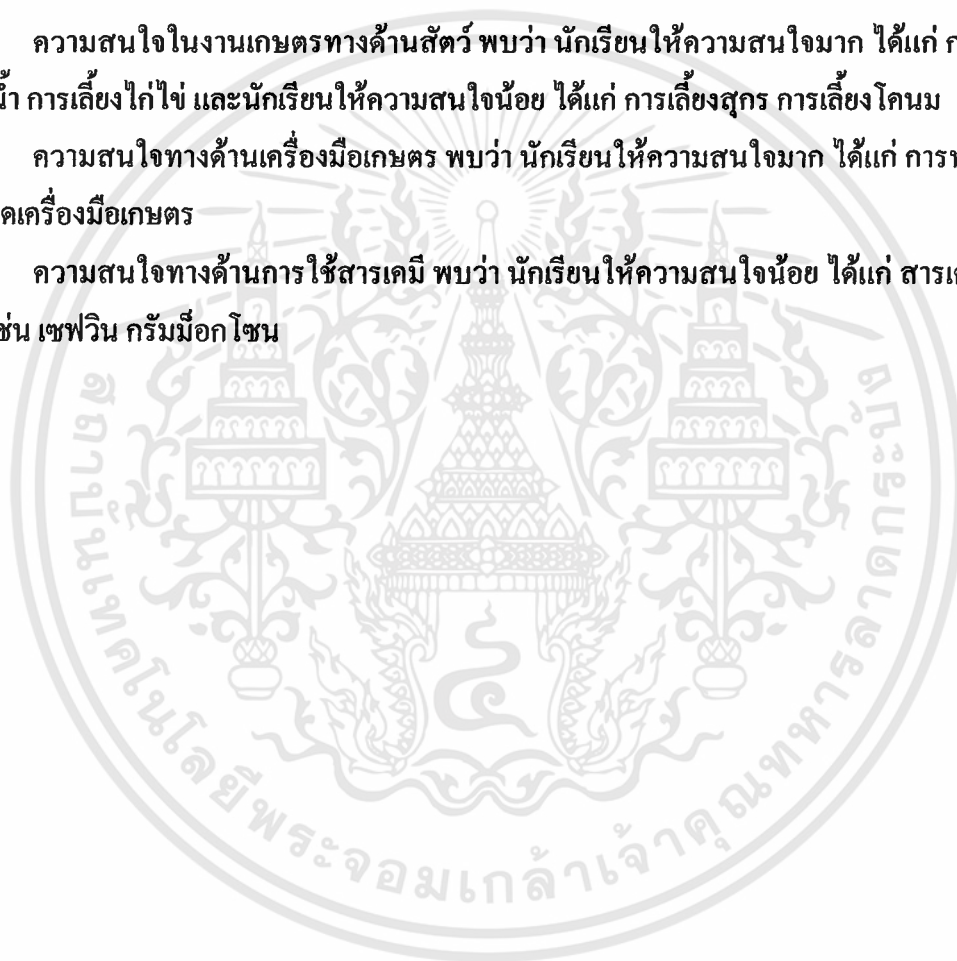 ความสนใจในงานเกษตรทางด้านสัตว์ พบว่า นักเรียนให้ความสนใจมาก ได้แก่
การเลี้ยงไก่ไข่ และนักเรียนให้ความสนใจน้อย ได้แก่ การเลี้ยงสุกร การเลี้ยงโคนม
ความสนใจทางด้านเครื่องมือเกษตร พบว่า นักเรียนให้ความสนใจมาก ได้แก่
เครื่องมือเกษตร
ความสนใจทางด้านการใช้สารเคมี พบว่า นักเรียนให้ความสนใจน้อย ได้แก่
เซฟวิน กรัมม็อกโซน
สถาบันเทคโนโลยีพระจอมเกล้าเจ้าคุณทหารลาดกระบัง